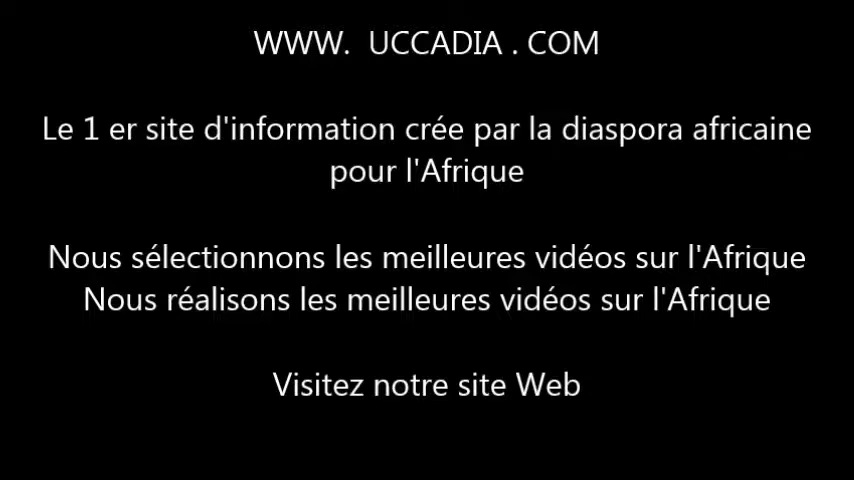 WWW.  UCCADIA . COM
Le 1 er site d'information crée par la diaspora africaine
pour l'Afrique
Nous sélectionnons les meilleures vidéos sur l'Afrique
Nous réalisons les meilleures vidéos sur l'Afrique
Visitez notre site Web